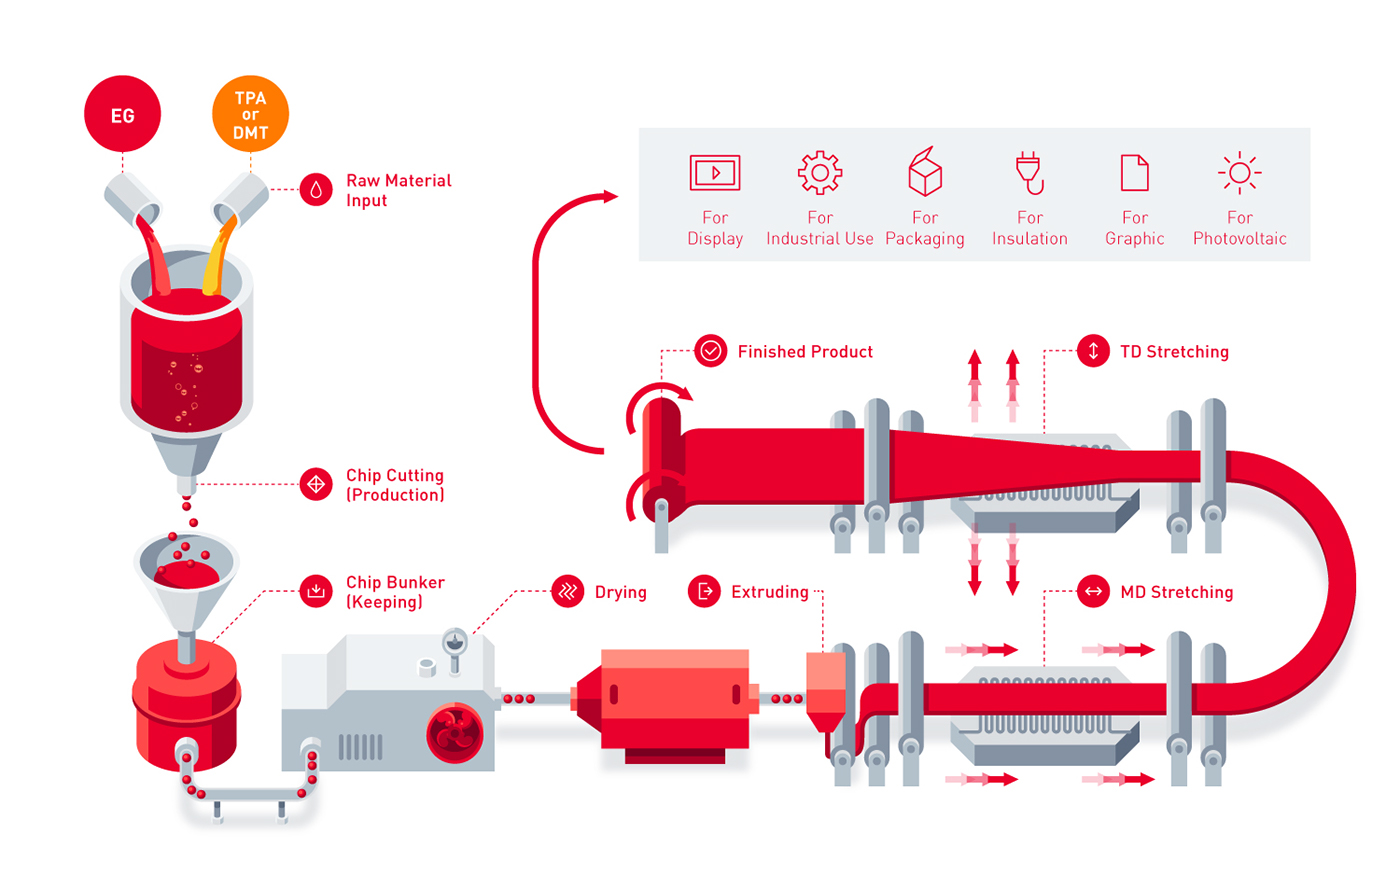 EG
TPA
or
DMT
Raw Material
Input
For
Display
For
Industrial Use
For
Packaging
For
Insulation
For
Graphic
For
Photovoltaic
Finished Product
TD Stretching
Chip Cutting
(Production)
Chip Bunker
(Keeping)
Drying
Extruding
MD Stretching